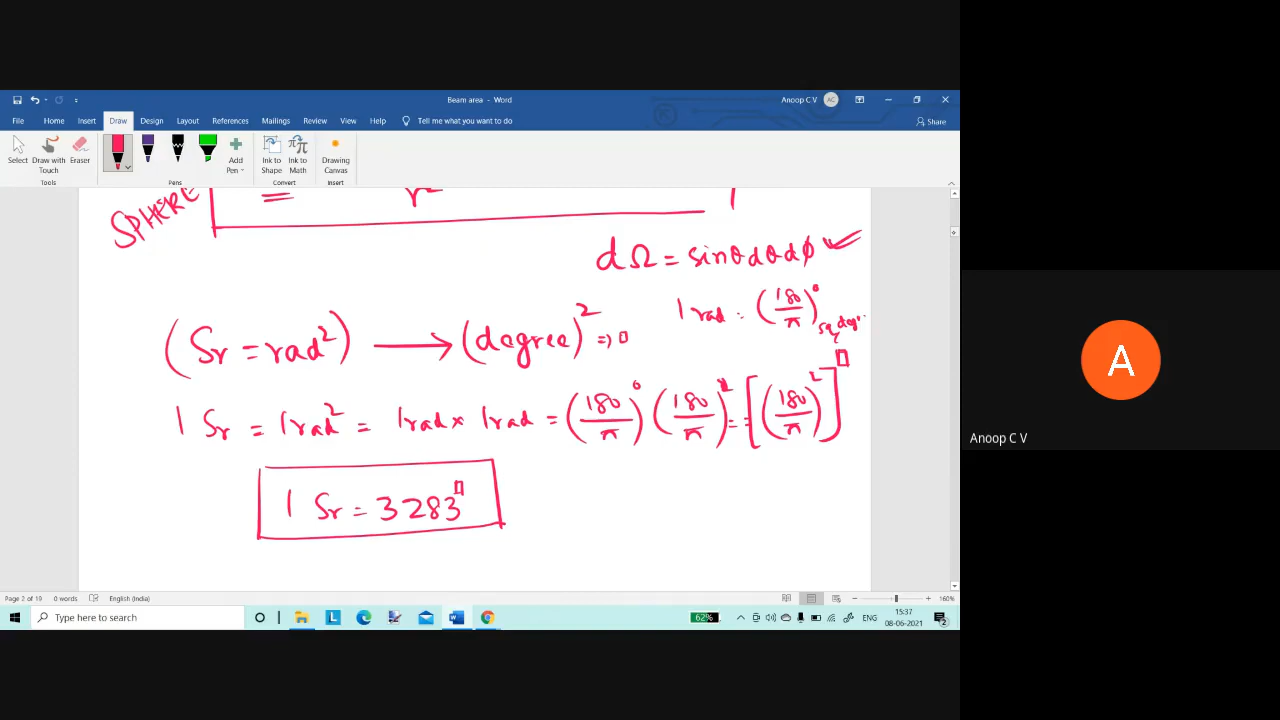 Beam area - Word
Anoop C V
AC
File Home Insert Draw Design Layout References Mailings Review View Help Tell me what you want to do
Share
Select Draw with Touch Eraser Add Pen Ink to Shape Ink to Math Drawing Canvas
Tools Pens Convert Insert
SPHERE
= r²
dΩ = sinθdθdϕ ✓
1 rad = (180/π)°
(Sr = rad²) → (degree)² ⇒ □
1 Sr = 1rad² = 1rad × 1rad = (180/π)° (180/π)° = [(180/π)²]□
1 Sr = 3283□
Page 2 of 19 0 words English (India)
160%
Type here to search
L
62%
ENG
15:37
08-06-2021
2
A
Anoop C V